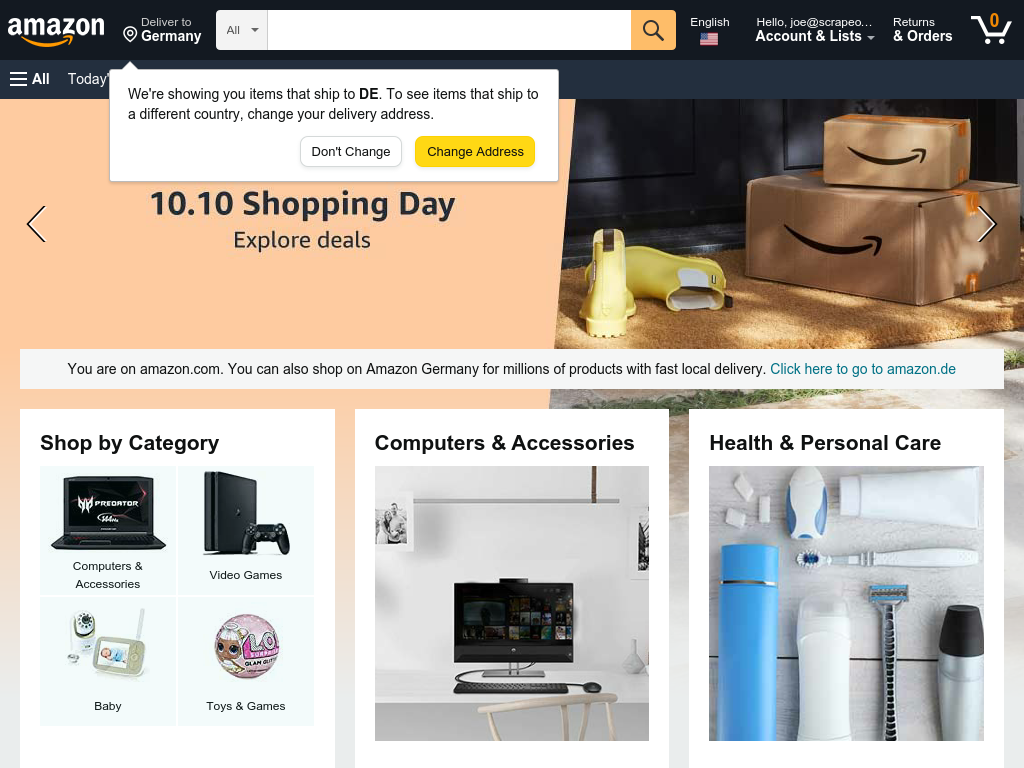 amazon
Deliver to
Germany
All
English
Hello, joe@scrapeo...
Account & Lists
Returns
& Orders
0
All
Today'
We're showing you items that ship to DE. To see items that ship to
a different country, change your delivery address.
Don't Change
Change Address
10.10 Shopping Day
Explore deals
You are on amazon.com. You can also shop on Amazon Germany for millions of products with fast local delivery. Click here to go to amazon.de
Shop by Category
PREDATOR
144Hz
Computers &
Accessories
Video Games
Baby
GLAM GLITTER
Toys & Games
Computers & Accessories
Health & Personal Care